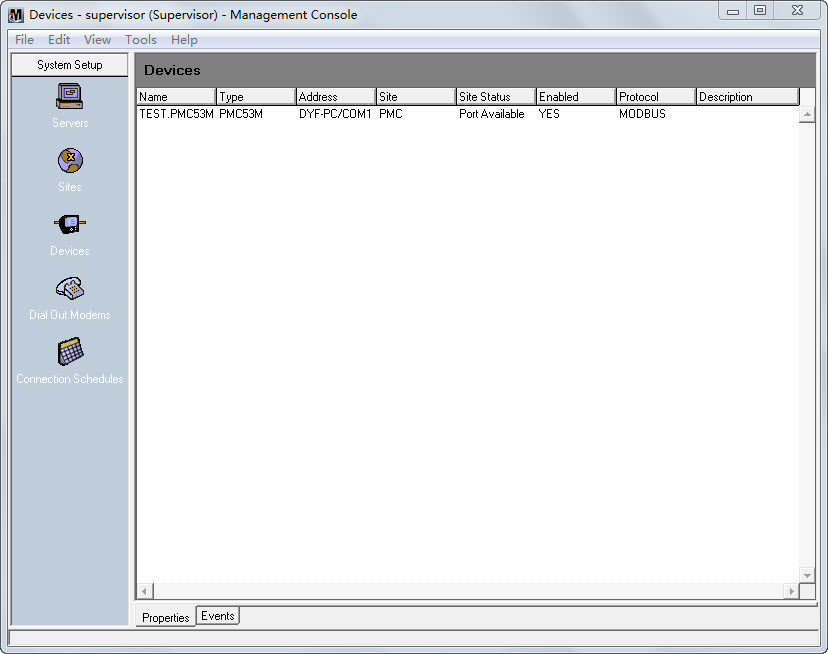 M Devices - supervisor (Supervisor) - Management Console
File Edit View Tools Help
System Setup
Servers
Sites
Devices
Dial Out Modems
Connection Schedules
Devices
Name Type Address Site Site Status Enabled Protocol Description
TEST.PMC53M PMC53M DYF-PC/COM1 PMC Port Available YES MODBUS
Properties Events